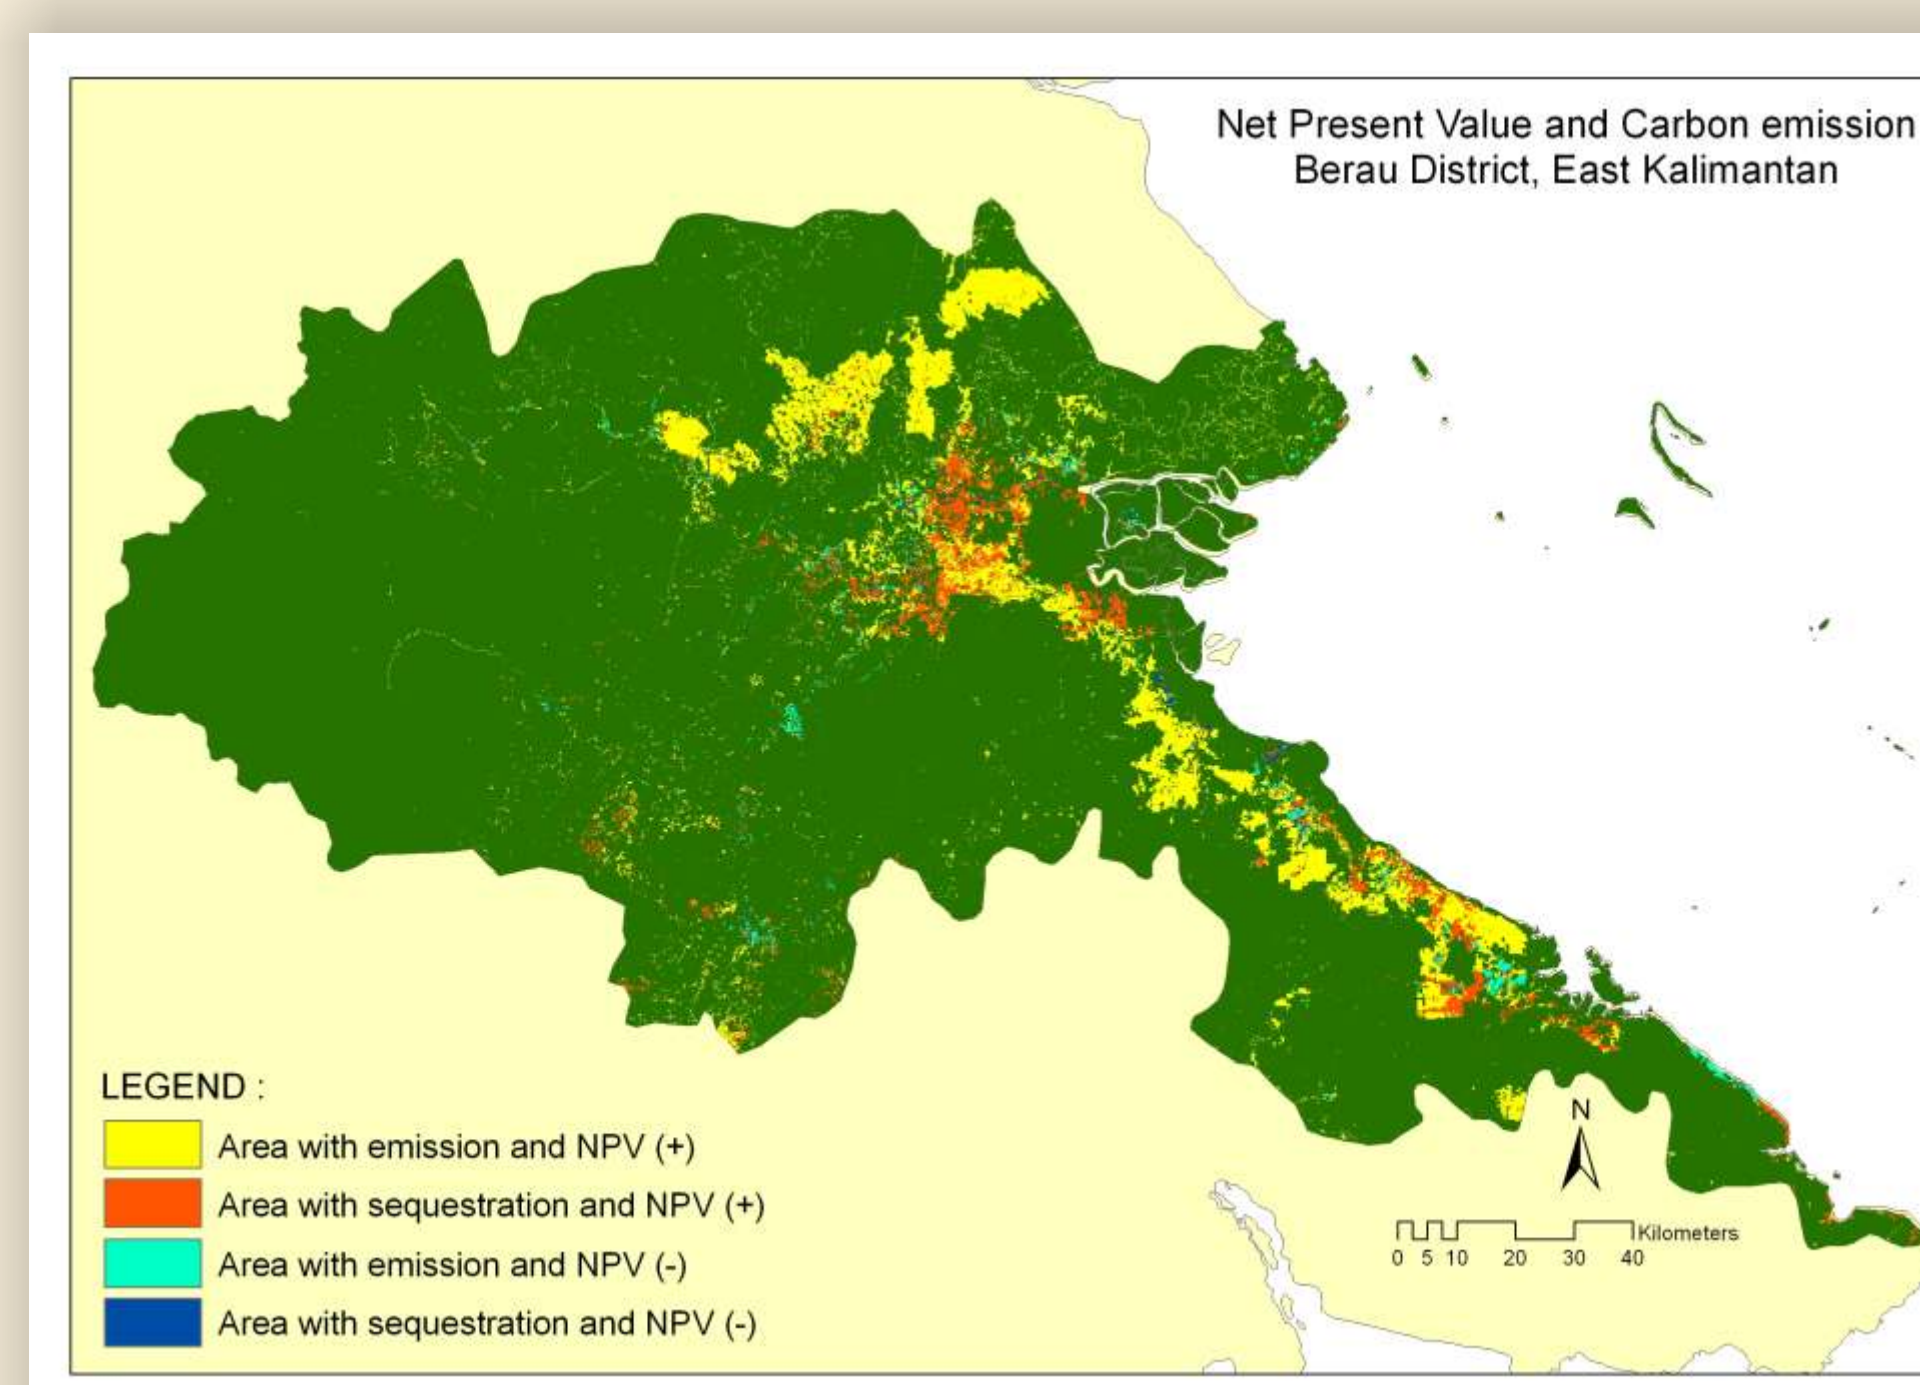 Net Present Value and Carbon emission
Berau District, East Kalimantan
LEGEND :
Area with emission and NPV (+)
Area with sequestration and NPV (+)
Area with emission and NPV (-)
Area with sequestration and NPV (-)
N
Kilometers
0 5 10 20 30 40